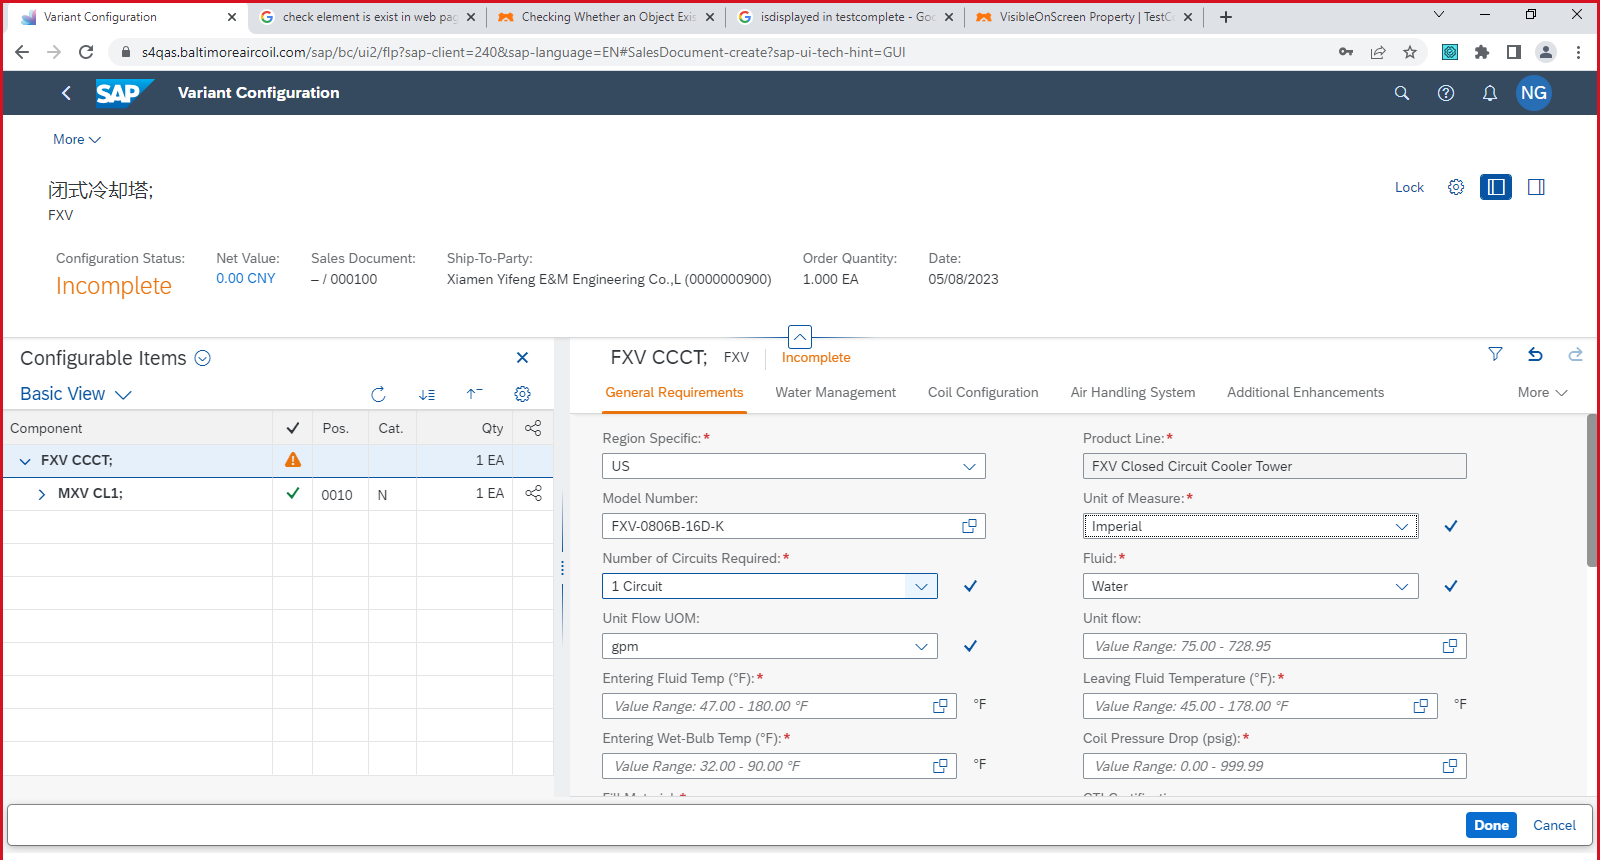 Variant Configuration
check element is exist in web pag
Checking Whether an Object Exis
isdisplayed in testcomplete - Goo
VisibleOnScreen Property | TestCo
s4qas.baltimoreaircoil.com/sap/bc/ui2/flp?sap-client=240&sap-language=EN#SalesDocument-create?sap-ui-tech-hint=GUI
SAP Variant Configuration NG
More
闭式冷却塔;
FXV
Lock
Configuration Status: Net Value: Sales Document: Ship-To-Party: Order Quantity: Date:
Incomplete 0.00 CNY – / 000100 Xiamen Yifeng E&M Engineering Co.,L (0000000900) 1.000 EA 05/08/2023
Configurable Items
Basic View
Component Pos. Cat. Qty
FXV CCCT; 1 EA
MXV CL1; 0010 N 1 EA
FXV CCCT; FXV Incomplete
General Requirements Water Management Coil Configuration Air Handling System Additional Enhancements More
Region Specific:* Product Line:*
US FXV Closed Circuit Cooler Tower
Model Number: Unit of Measure:*
FXV-0806B-16D-K Imperial
Number of Circuits Required:* Fluid:*
1 Circuit Water
Unit Flow UOM: Unit flow:
gpm Value Range: 75.00 - 728.95
Entering Fluid Temp (°F):* Leaving Fluid Temperature (°F):*
Value Range: 47.00 - 180.00 °F °F Value Range: 45.00 - 178.00 °F °F
Entering Wet-Bulb Temp (°F):* Coil Pressure Drop (psig):*
Value Range: 32.00 - 90.00 °F °F Value Range: 0.00 - 999.99
Done Cancel